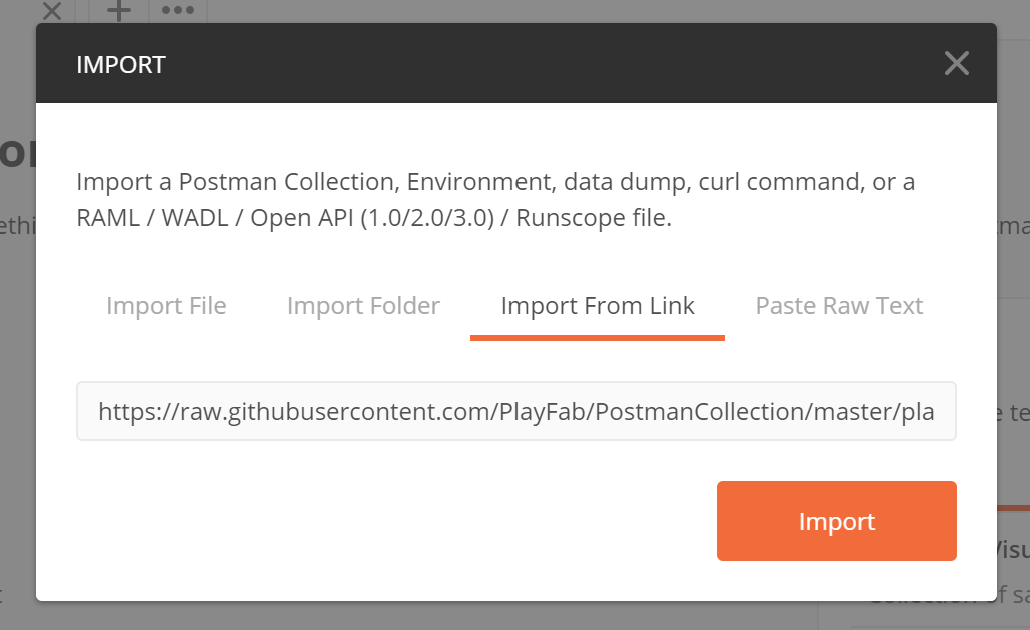 IMPORT
Import a Postman Collection, Environment, data dump, curl command, or a
RAML / WADL / Open API (1.0/2.0/3.0) / Runscope file.
Import File Import Folder Import From Link Paste Raw Text
https://raw.githubusercontent.com/PlayFab/PostmanCollection/master/pla
Import